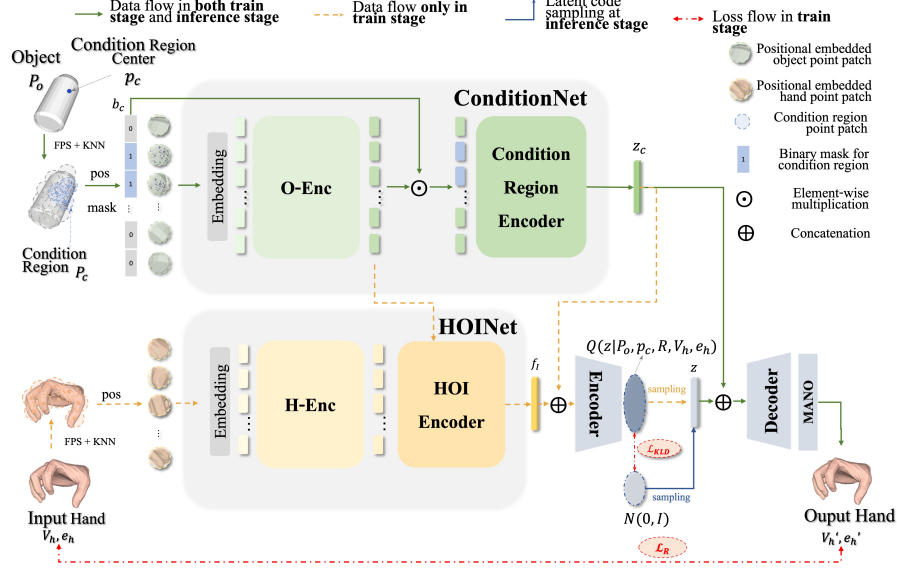 Data flow in both train
stage and inference stage
Data flow only in
train stage
Latent code
sampling at
inference stage
Loss flow in train
stage
Object
P_o
Condition Region
Center
p_c
b_c
FPS + KNN
pos
mask
Condition
Region P_c
0
1
1
⋮
0
0
Embedding
O-Enc
ConditionNet
Condition
Region
Encoder
z_c
Positional embedded
object point patch
Positional embedded
hand point patch
Condition region
point patch
1
Binary mask for
condition region
Element-wise
multiplication
Concatenation
HOINet
pos
FPS + KNN
Embedding
H-Enc
HOI
Encoder
f_I
Encoder
Q(z|P_o, p_c, R, V_h, e_h)
sampling
z
L_KLD
sampling
N(0, I)
Decoder
MANO
Input Hand
V_h, e_h
Ouput Hand
V_h', e_h'
L_R